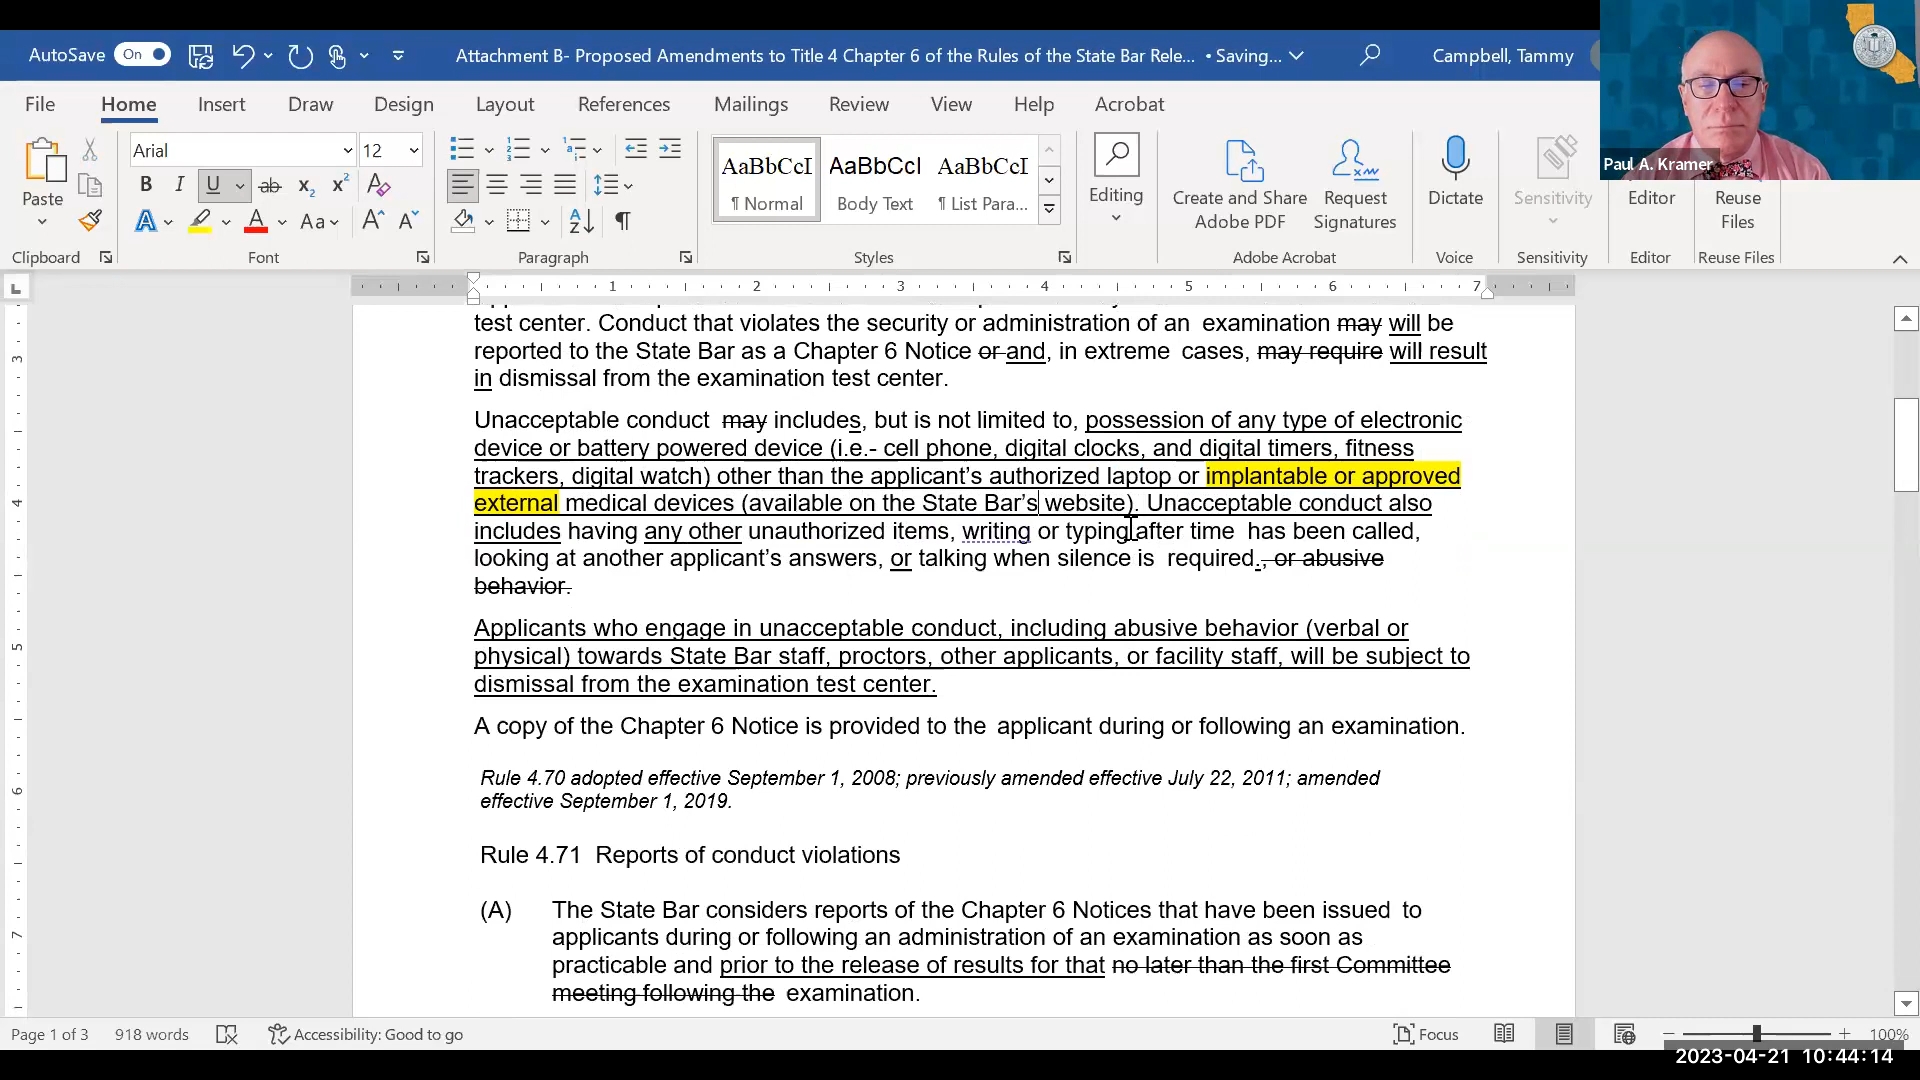 AutoSave On
Attachment B- Proposed Amendments to Title 4 Chapter 6 of the Rules of the State Bar Rele... • Saving...
Campbell, Tammy
File Home Insert Draw Design Layout References Mailings Review View Help Acrobat
Paul A. Kramer
Paste
Arial 12
B I U ab x₂ x²
A A Aa A A
AaBbCcI AaBbCcI AaBbCcI
¶ Normal Body Text ¶ List Para...
Editing
Create and Share Adobe PDF
Request Signatures
Dictate
Sensitivity
Editor
Reuse Files
Clipboard Font Paragraph Styles Adobe Acrobat Voice Sensitivity Editor Reuse Files
1 2 3 4 5 6 7
test center. Conduct that violates the security or administration of an examination may will be
reported to the State Bar as a Chapter 6 Notice or and, in extreme cases, may require will result
in dismissal from the examination test center.
Unacceptable conduct may includes, but is not limited to, possession of any type of electronic
device or battery powered device (i.e.- cell phone, digital clocks, and digital timers, fitness
trackers, digital watch) other than the applicant’s authorized laptop or implantable or approved
external medical devices (available on the State Bar’s website). Unacceptable conduct also
includes having any other unauthorized items, writing or typing after time has been called,
looking at another applicant’s answers, or talking when silence is required., or abusive
behavior.
Applicants who engage in unacceptable conduct, including abusive behavior (verbal or
physical) towards State Bar staff, proctors, other applicants, or facility staff, will be subject to
dismissal from the examination test center.
A copy of the Chapter 6 Notice is provided to the applicant during or following an examination.
Rule 4.70 adopted effective September 1, 2008; previously amended effective July 22, 2011; amended
effective September 1, 2019.
Rule 4.71 Reports of conduct violations
(A) The State Bar considers reports of the Chapter 6 Notices that have been issued to
applicants during or following an administration of an examination as soon as
practicable and prior to the release of results for that no later than the first Committee
meeting following the examination.
3
4
5
6
7
Page 1 of 3 918 words Accessibility: Good to go Focus 100%
2023-04-21 10:44:14